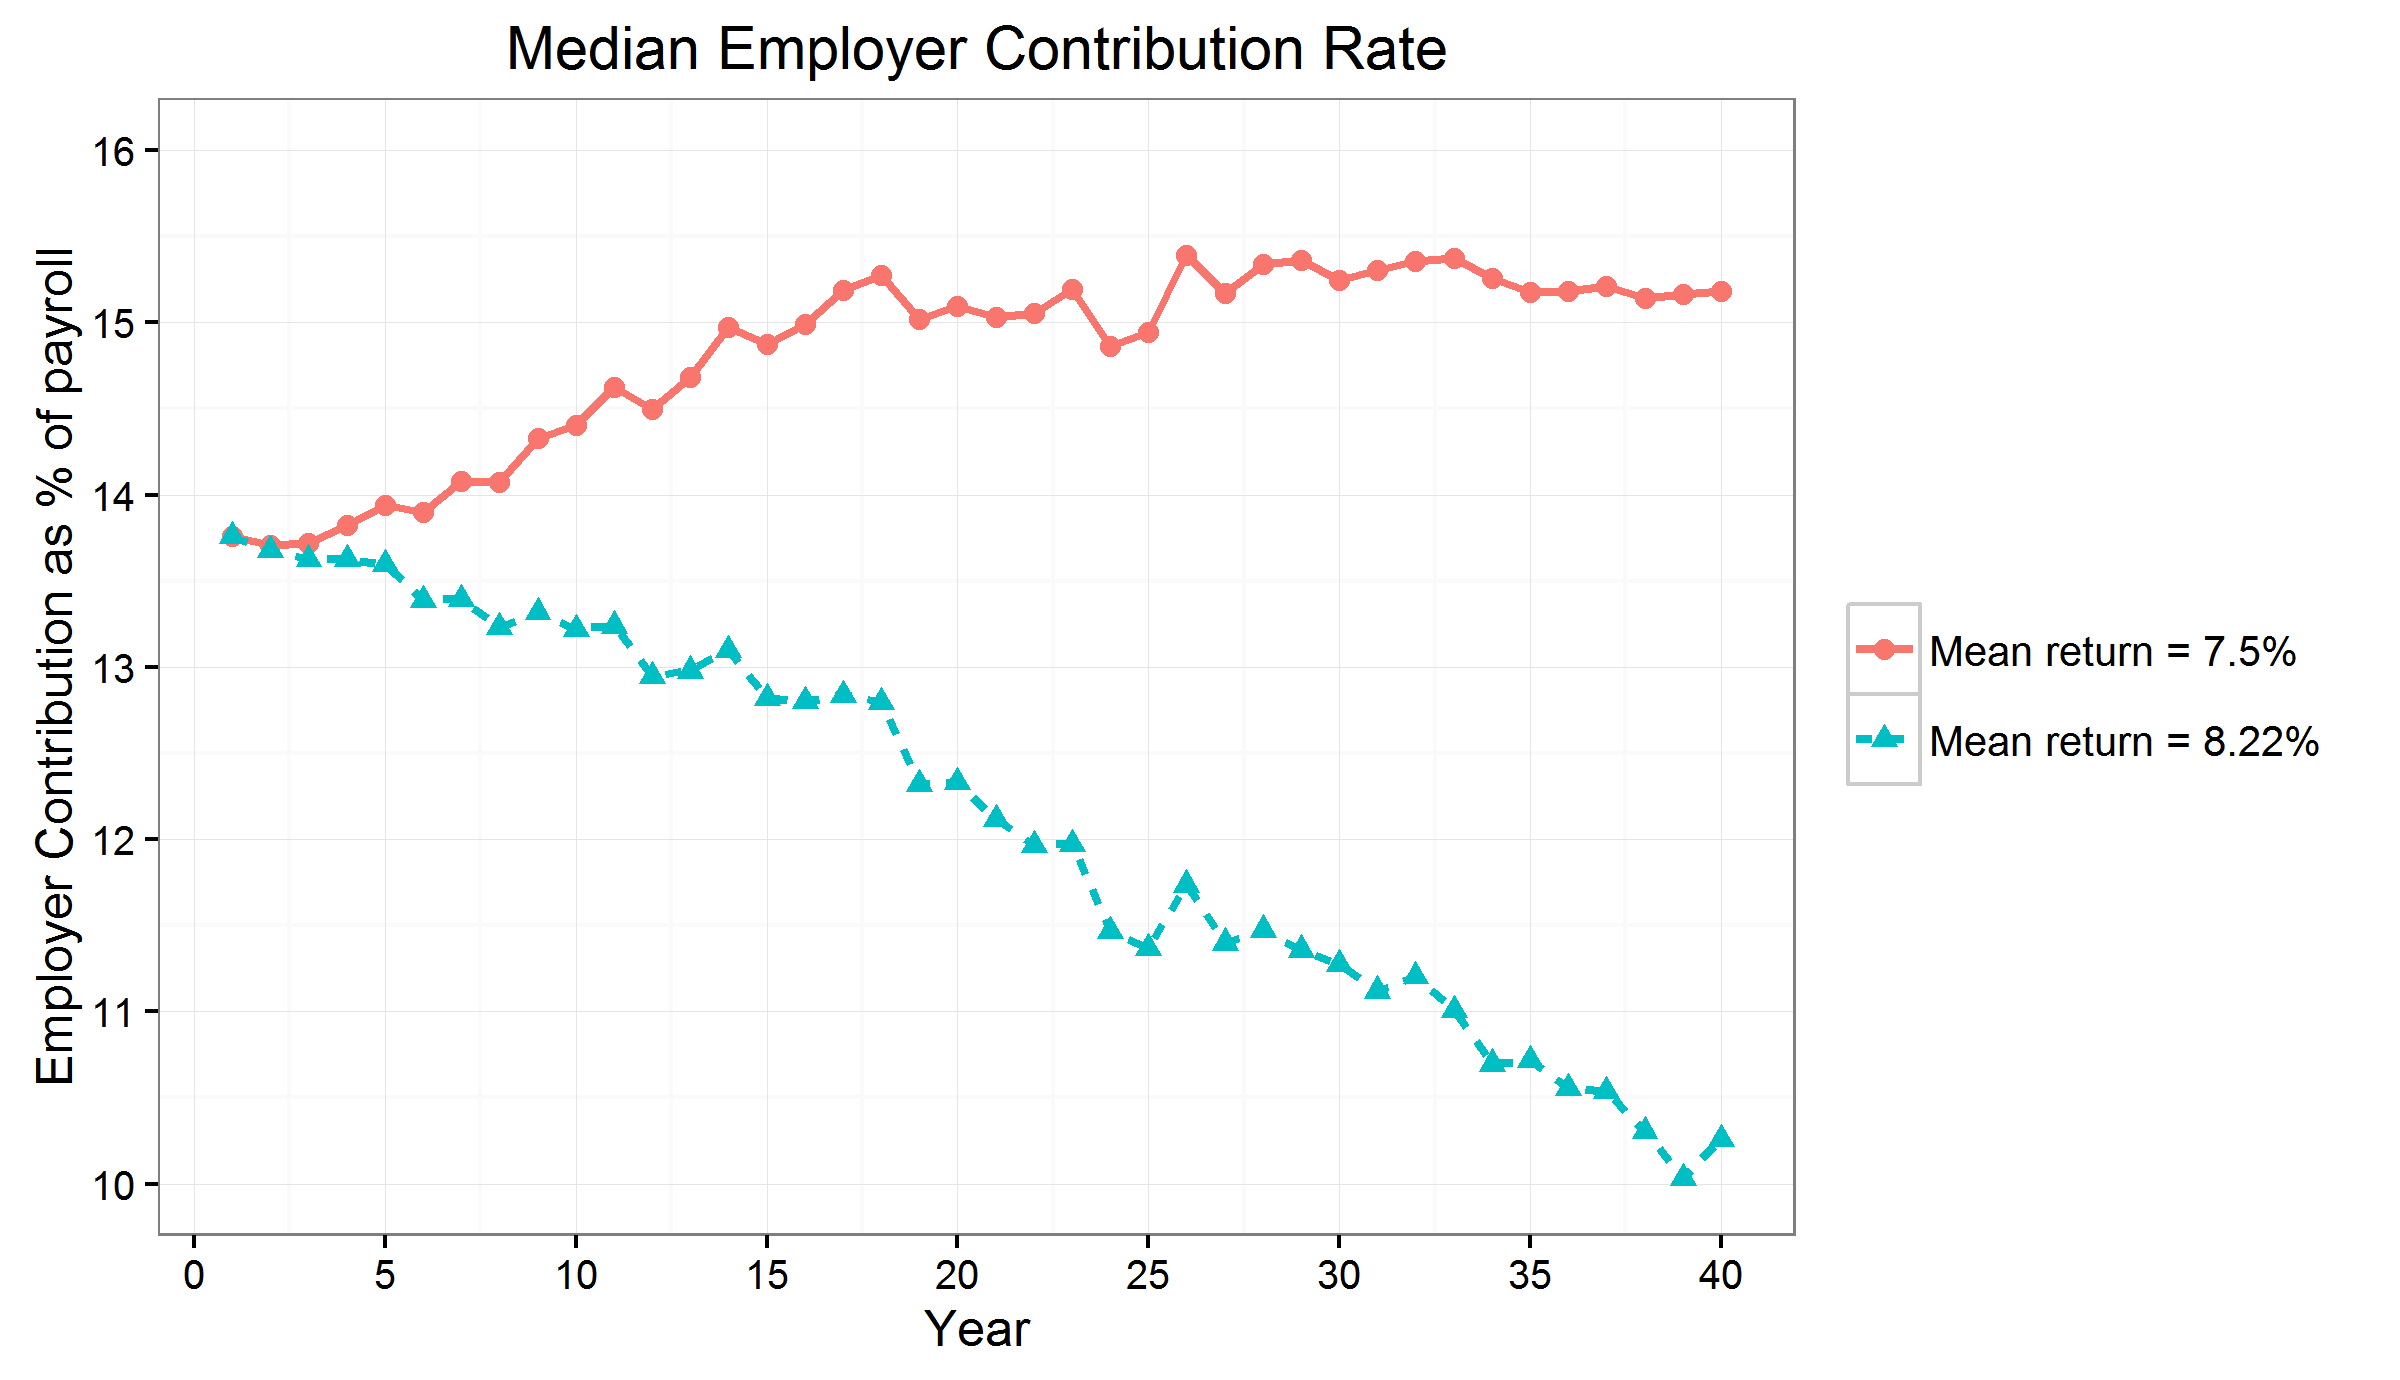 Median Employer Contribution Rate
Employer Contribution as % of payroll
16
15
14
13
12
11
10
0 5 10 15 20 25 30 35 40
Year
Mean return = 7.5%
Mean return = 8.22%